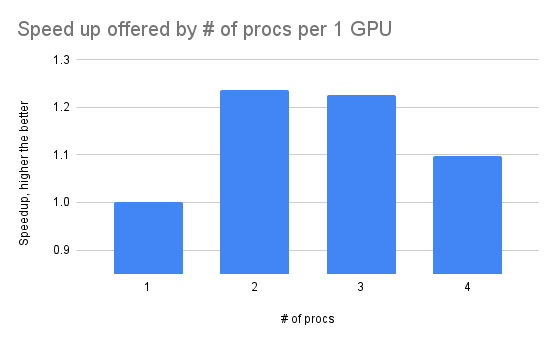 Speed up offered by # of procs per 1 GPU
Speedup, higher the better
1.3
1.2
1.1
1.0
0.9
1 2 3 4
# of procs